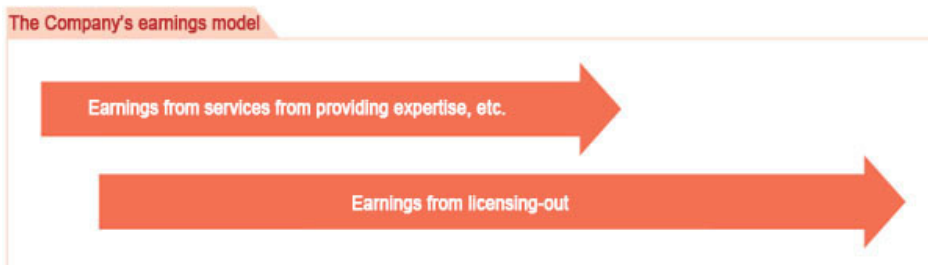 The Company's earnings model
Earnings from services from providing expertise, etc.
Earnings from licensing-out